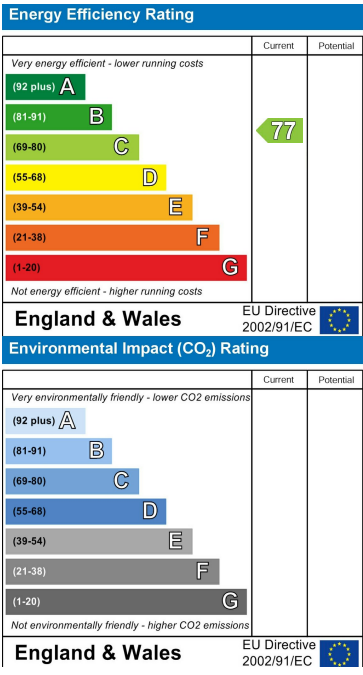 Energy Efficiency Rating
Current Potential
Very energy efficient - lower running costs
(92 plus) A
(81-91) B
77
(69-80) C
(55-68) D
(39-54) E
(21-38) F
(1-20) G
Not energy efficient - higher running costs
England & Wales
EU Directive
2002/91/EC
Environmental Impact (CO₂) Rating
Current Potential
Very environmentally friendly - lower CO2 emissions
(92 plus) A
(81-91) B
(69-80) C
(55-68) D
(39-54) E
(21-38) F
(1-20) G
Not environmentally friendly - higher CO2 emissions
England & Wales
EU Directive
2002/91/EC